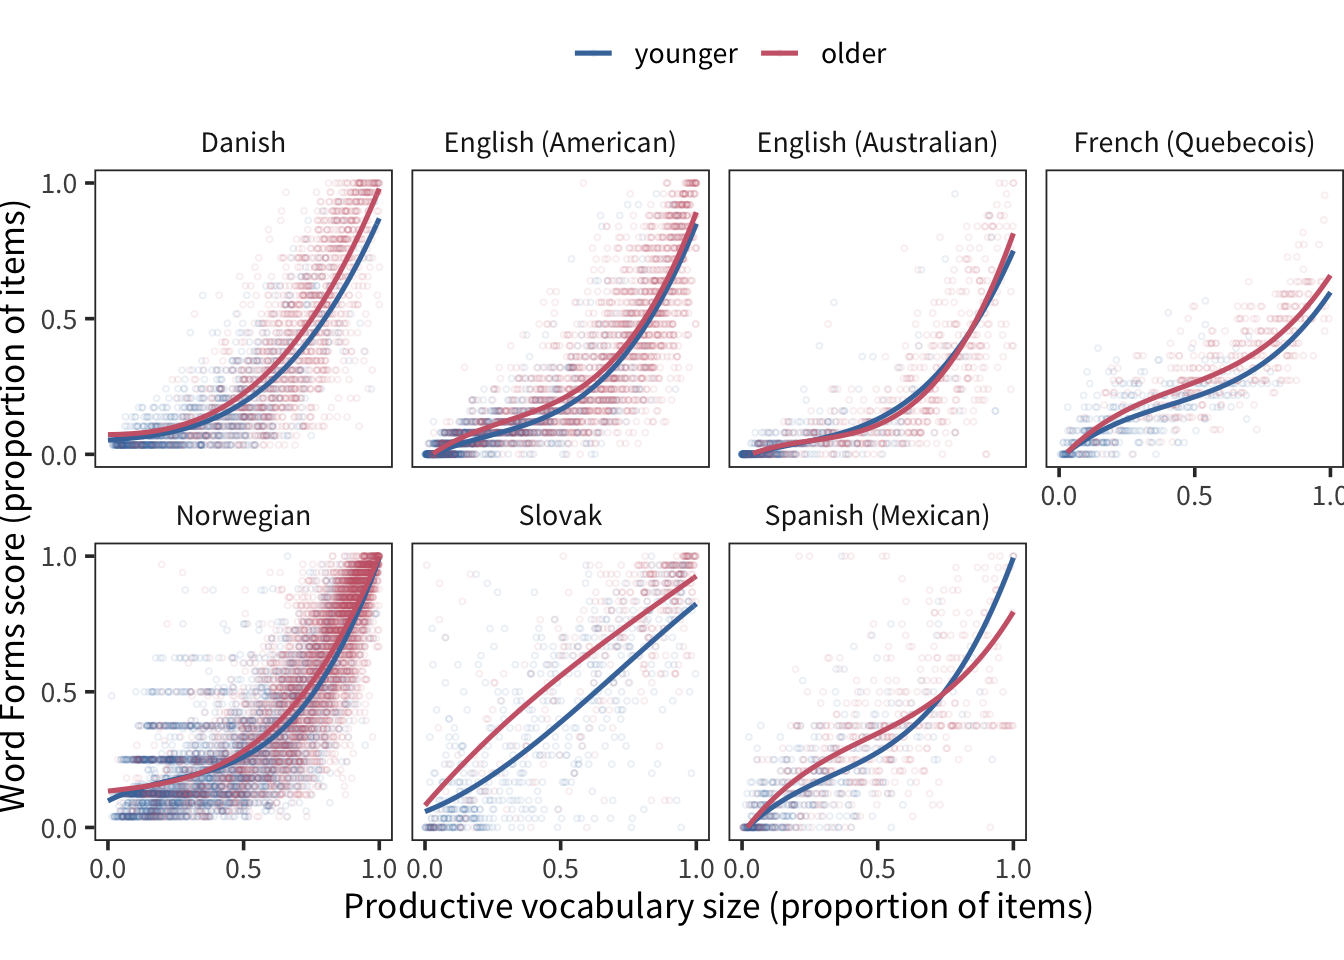 younger older
Danish English (American) English (Australian) French (Quebecois)
1.0
0.5
0.0
0.0 0.5 1.0
Norwegian Slovak Spanish (Mexican)
1.0
0.5
0.0
0.0 0.5 1.0 0.0 0.5 1.0 0.0 0.5 1.0
Productive vocabulary size (proportion of items)
Word Forms score (proportion of items)